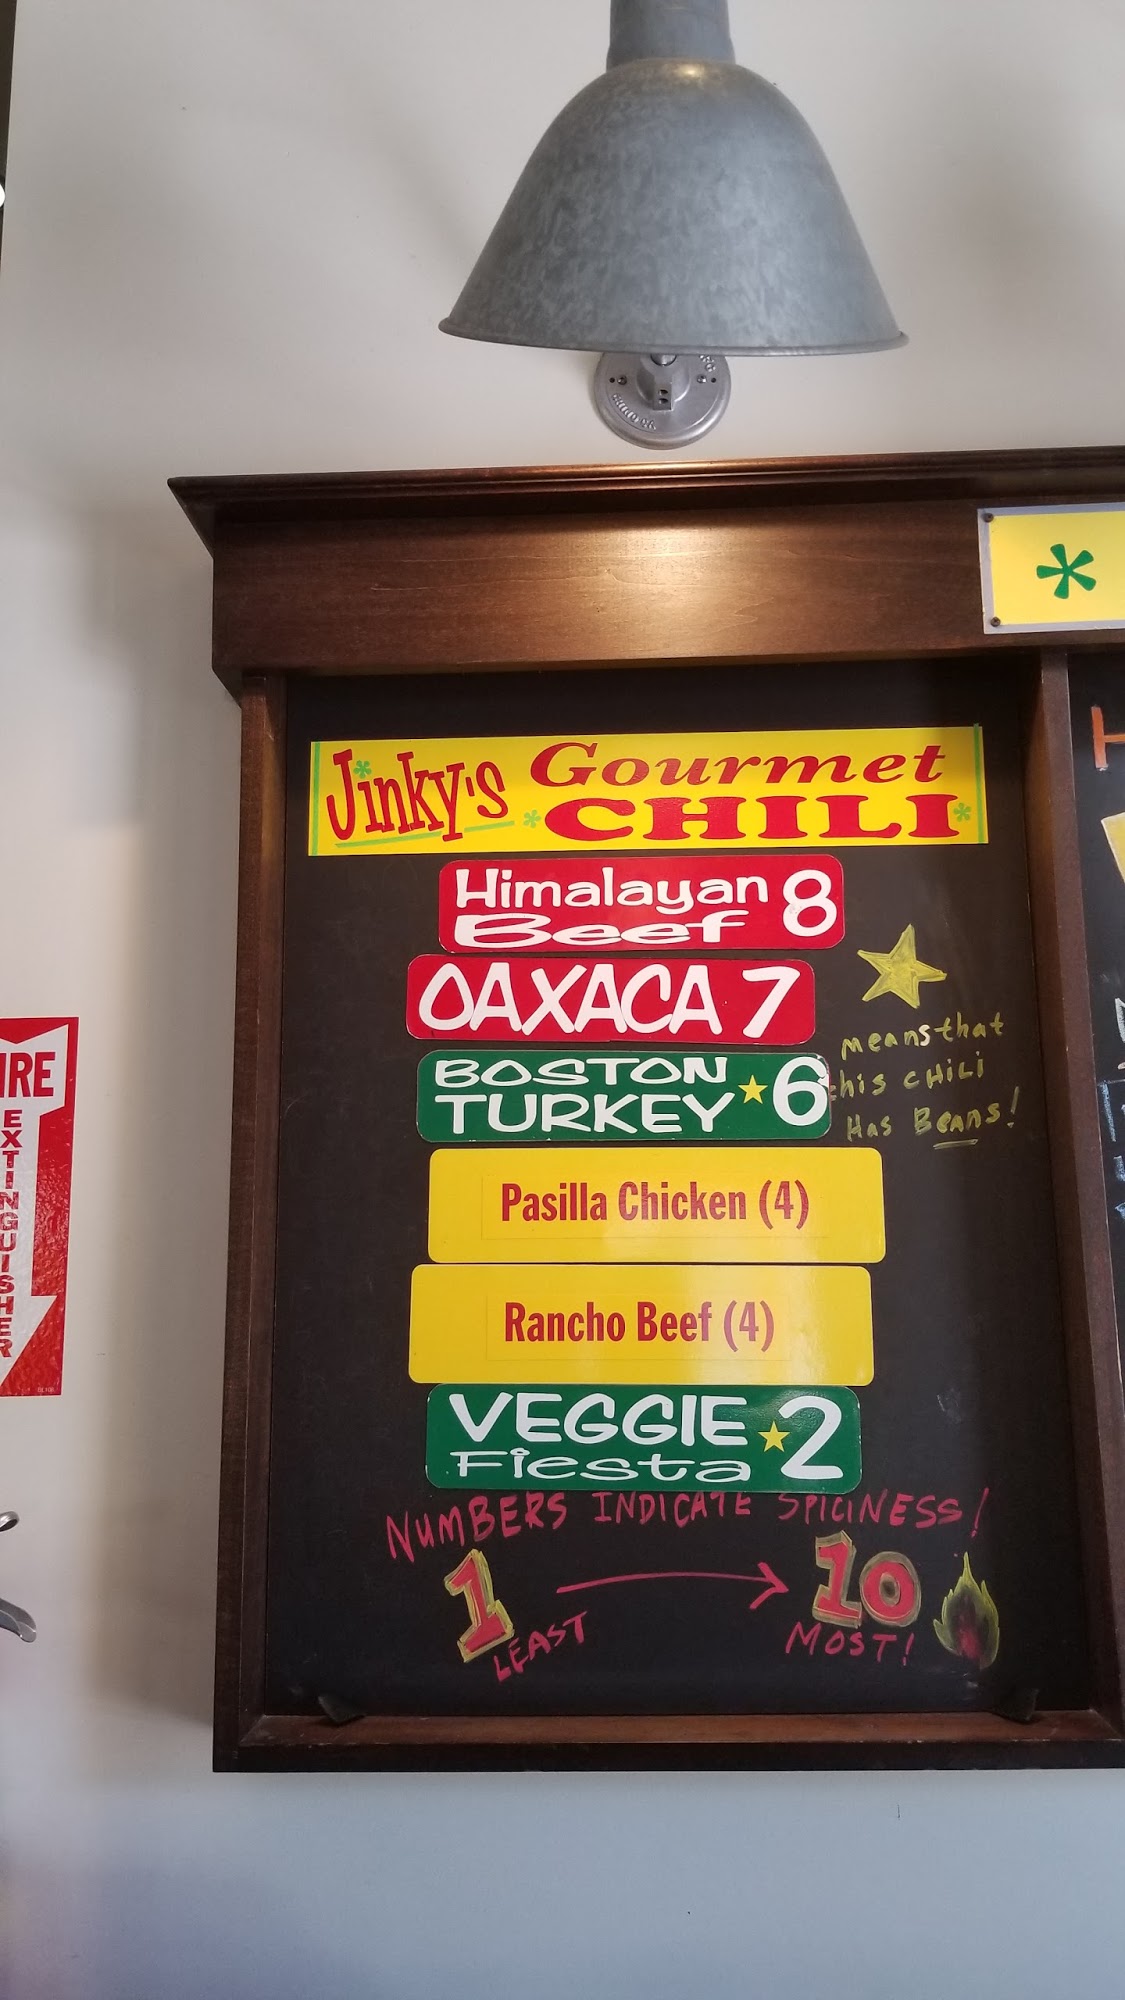 Jinky's Gourmet
CHILI
Himalayan 8
Beef
OAXACA 7
BOSTON 6
TURKEY
means that
this CHILI
Has Beans!
Pasilla Chicken (4)
Rancho Beef (4)
VEGGIE 2
Fiesta
NUMBERS INDICATE SPICINESS!
1 10
LEAST MOST!
IRE
EXTINGUISHER